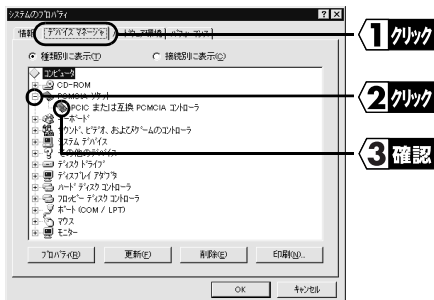 システムのプロパティ
情報 デバイス マネージャ ハードウェア環境 パフォーマンス
種類別に表示(T) 接続別に表示(C)
1 クリック
コンピュータ
CD-ROM
PCMCIA ソケット
PCIC または互換 PCMCIA コントローラ
2 クリック
キーボード
サウンド、ビデオ、およびゲームのコントローラ
システム デバイス
その他のデバイス
3 確認
ディスク ドライブ
ディスプレイ アダプタ
ハード ディスク コントローラ
フロッピー ディスク コントローラ
ポート (COM / LPT)
マウス
モニター
プロパティ(R) 更新(F) 削除(E) 印刷(N)...
OK キャンセル